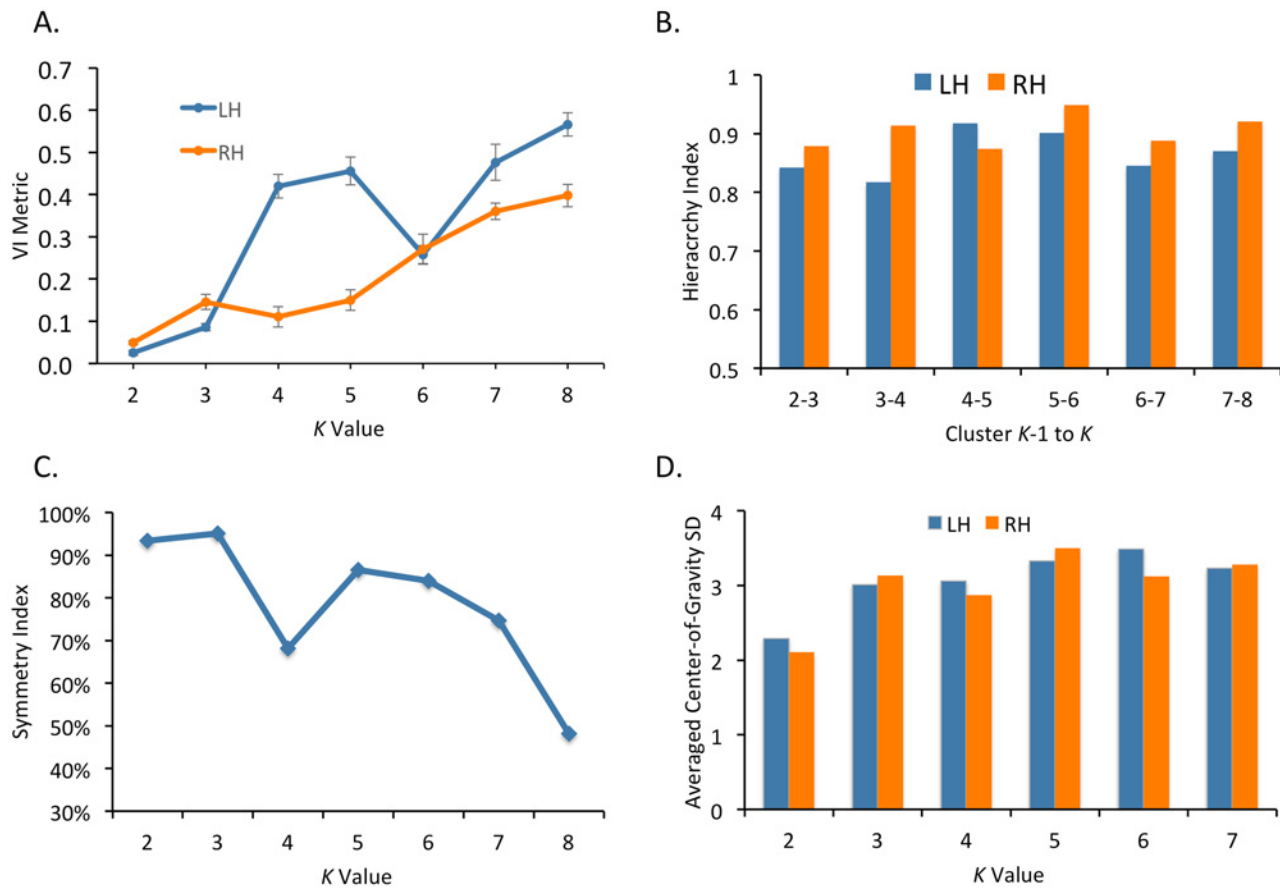 A.
0.7
0.6
0.5
0.4
0.3
0.2
0.1
0.0
VI Metric
LH
RH
2 3 4 5 6 7 8
K Value
B.
1
0.9
0.8
0.7
0.6
0.5
Hieracrchy Index
LH RH
2-3 3-4 4-5 5-6 6-7 7-8
Cluster K-1 to K
C.
100%
90%
80%
70%
60%
50%
40%
30%
Symmetry Index
2 3 4 5 6 7 8
K Value
D.
4
3
2
1
0
Averaged Center-of-Gravity SD
LH RH
2 3 4 5 6 7
K Value